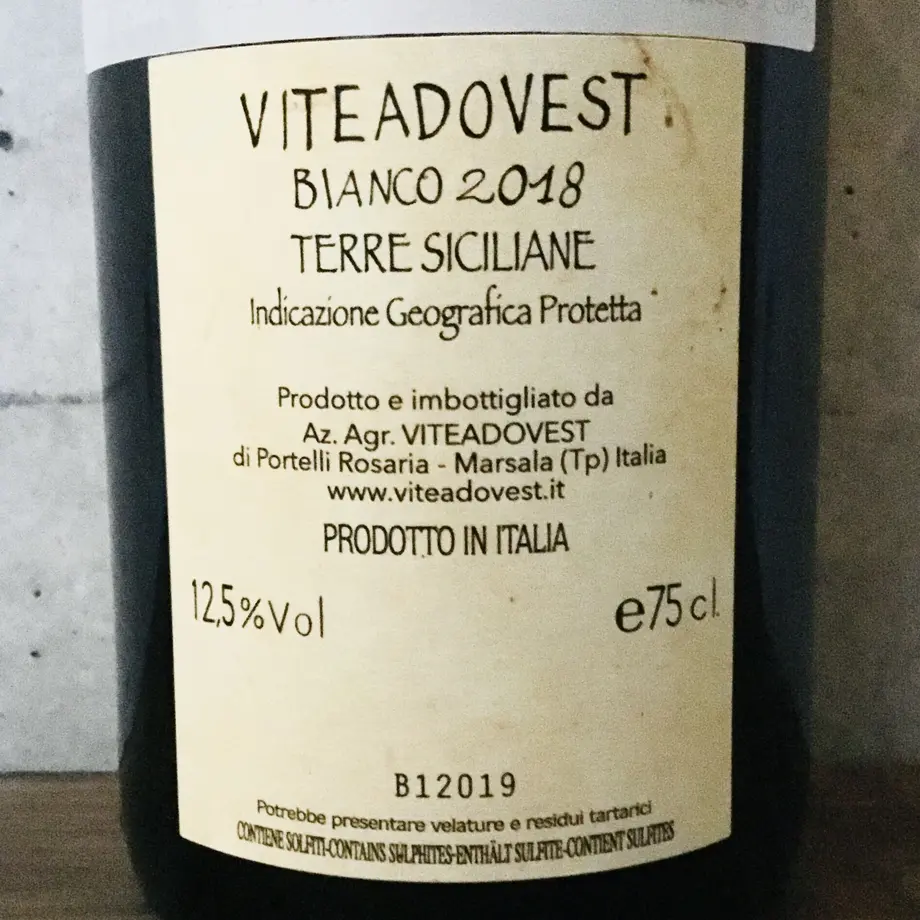 VITEADOVEST
BIANCO 2018
TERRE SICILIANE
Indicazione Geografica Protetta
Prodotto e imbottigliato da
Az. Agr. VITEADOVEST
di Portelli Rosaria - Marsala (Tp) Italia
www.viteadovest.it
PRODOTTO IN ITALIA
12,5%Vol
e75cl.
B12019
Potrebbe presentare velature e residui tartarici
CONTIENE SOLFITI-CONTAINS SULPHITES-ENTHÄLT SULFITE-CONTIENT SULFITES